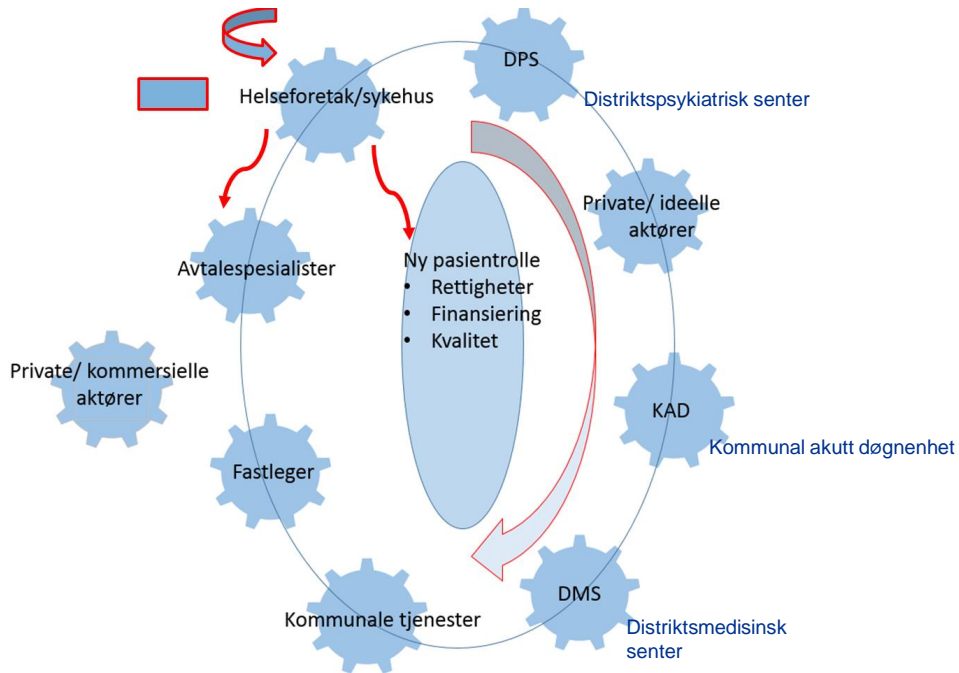 DPS
Distriktspsykiatrisk senter
Helseforetak/sykehus
Private/ ideelle
aktører
Avtalespesialister
Ny pasientrolle
• Rettigheter
• Finansiering
• Kvalitet
Private/ kommersielle
aktører
KAD
Kommunal akutt døgnenhet
Fastleger
DMS
Distriktsmedisinsk
senter
Kommunale tjenester